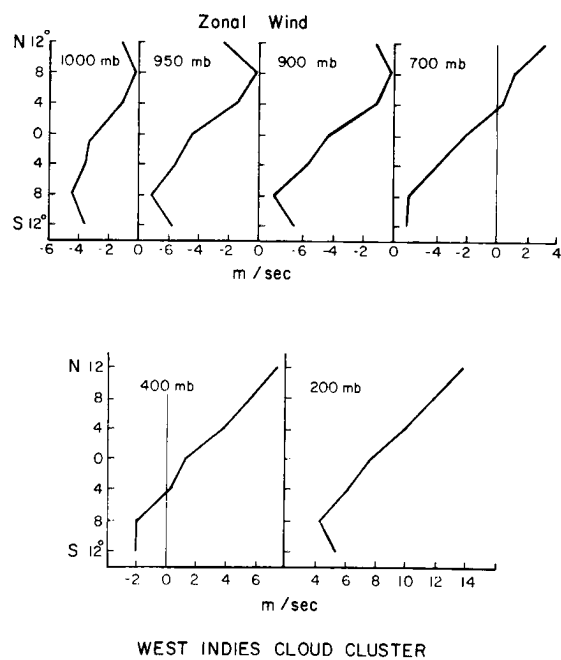 Zonal Wind
N 12°
8
4
0
4
8
S 12°
1000 mb
950 mb
900 mb
700 mb
-6 -4 -2 0
-6 -4 -2 0
-8 -6 -4 -2 0
-4 -2 0 2 4
m/sec
N 12
8
4
0
4
8
S 12°
400 mb
200 mb
-2 0 2 4 6
4 6 8 10 12 14
m/sec
WEST INDIES CLOUD CLUSTER